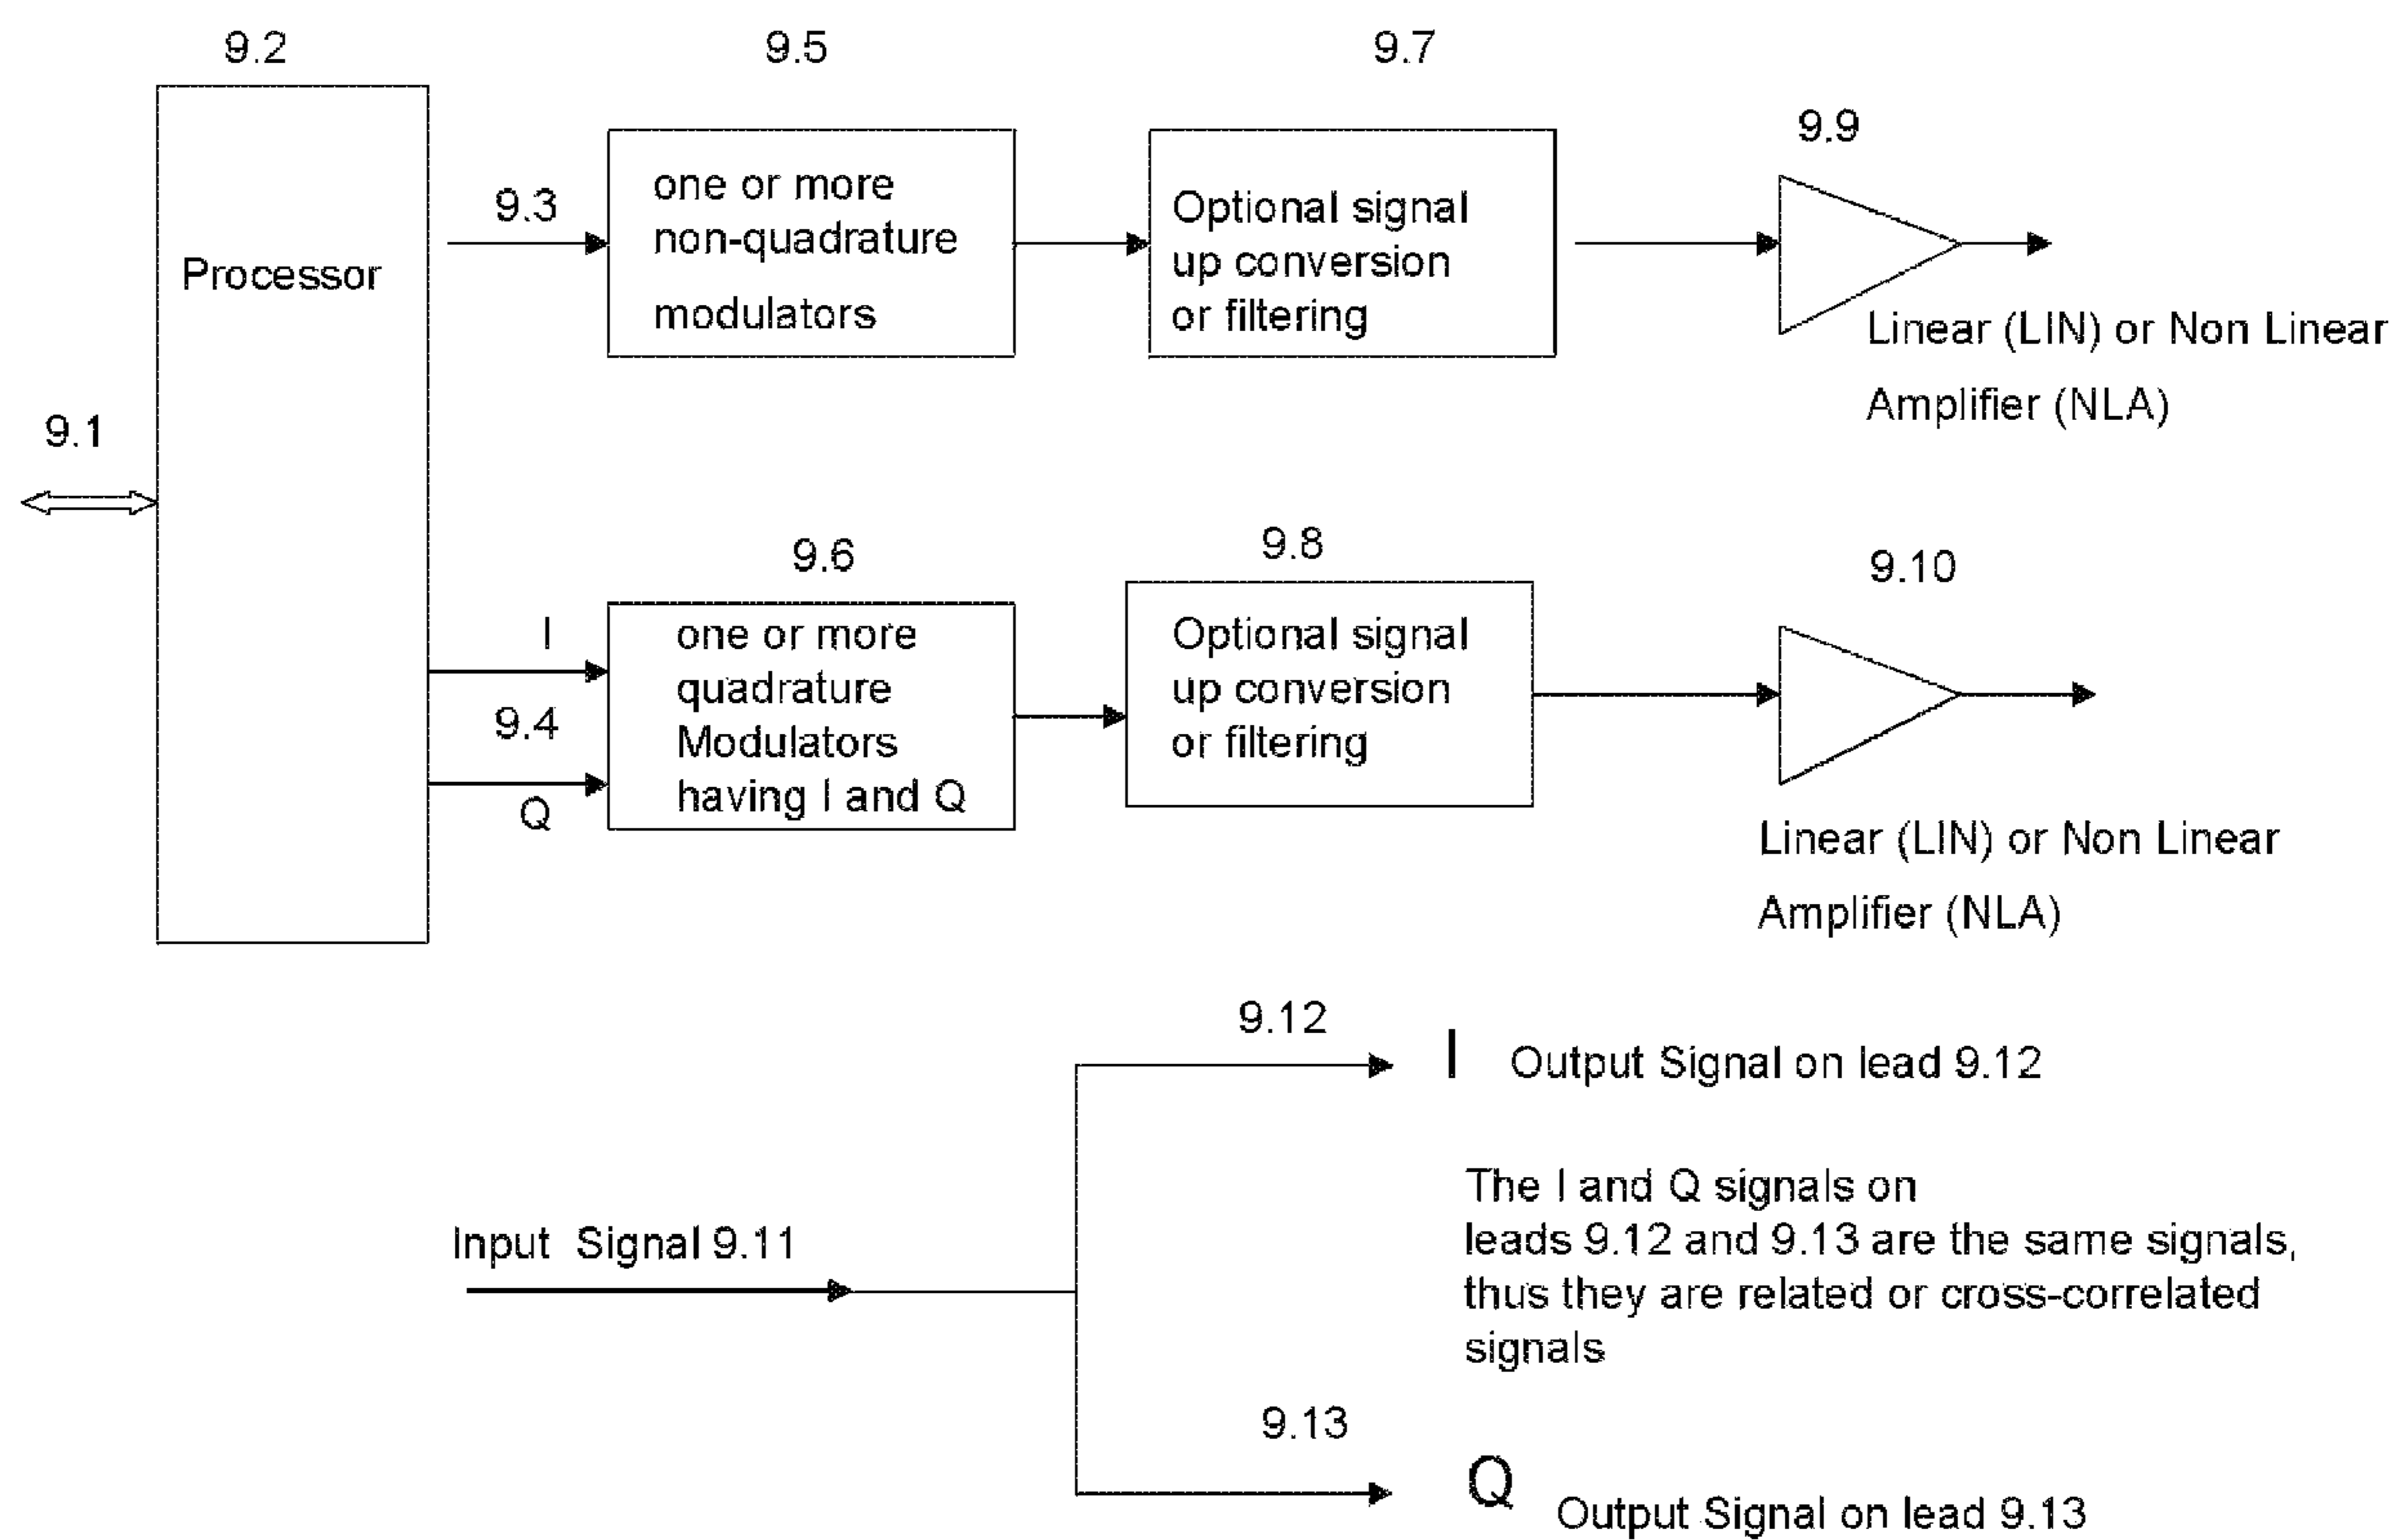 9.2
9.5
9.7
9.9
Processor
9.3
one or more
non-quadrature
modulators
Optional signal
up conversion
or filtering
Linear (LIN) or Non Linear
Amplifier (NLA)
9.1
9.6
9.8
9.10
I
9.4
Q
one or more
quadrature
Modulators
having I and Q
Optional signal
up conversion
or filtering
Linear (LIN) or Non Linear
Amplifier (NLA)
9.12
I Output Signal on lead 9.12
Input Signal 9.11
The I and Q signals on
leads 9.12 and 9.13 are the same signals,
thus they are related or cross-correlated
signals
9.13
Q Output Signal on lead 9.13